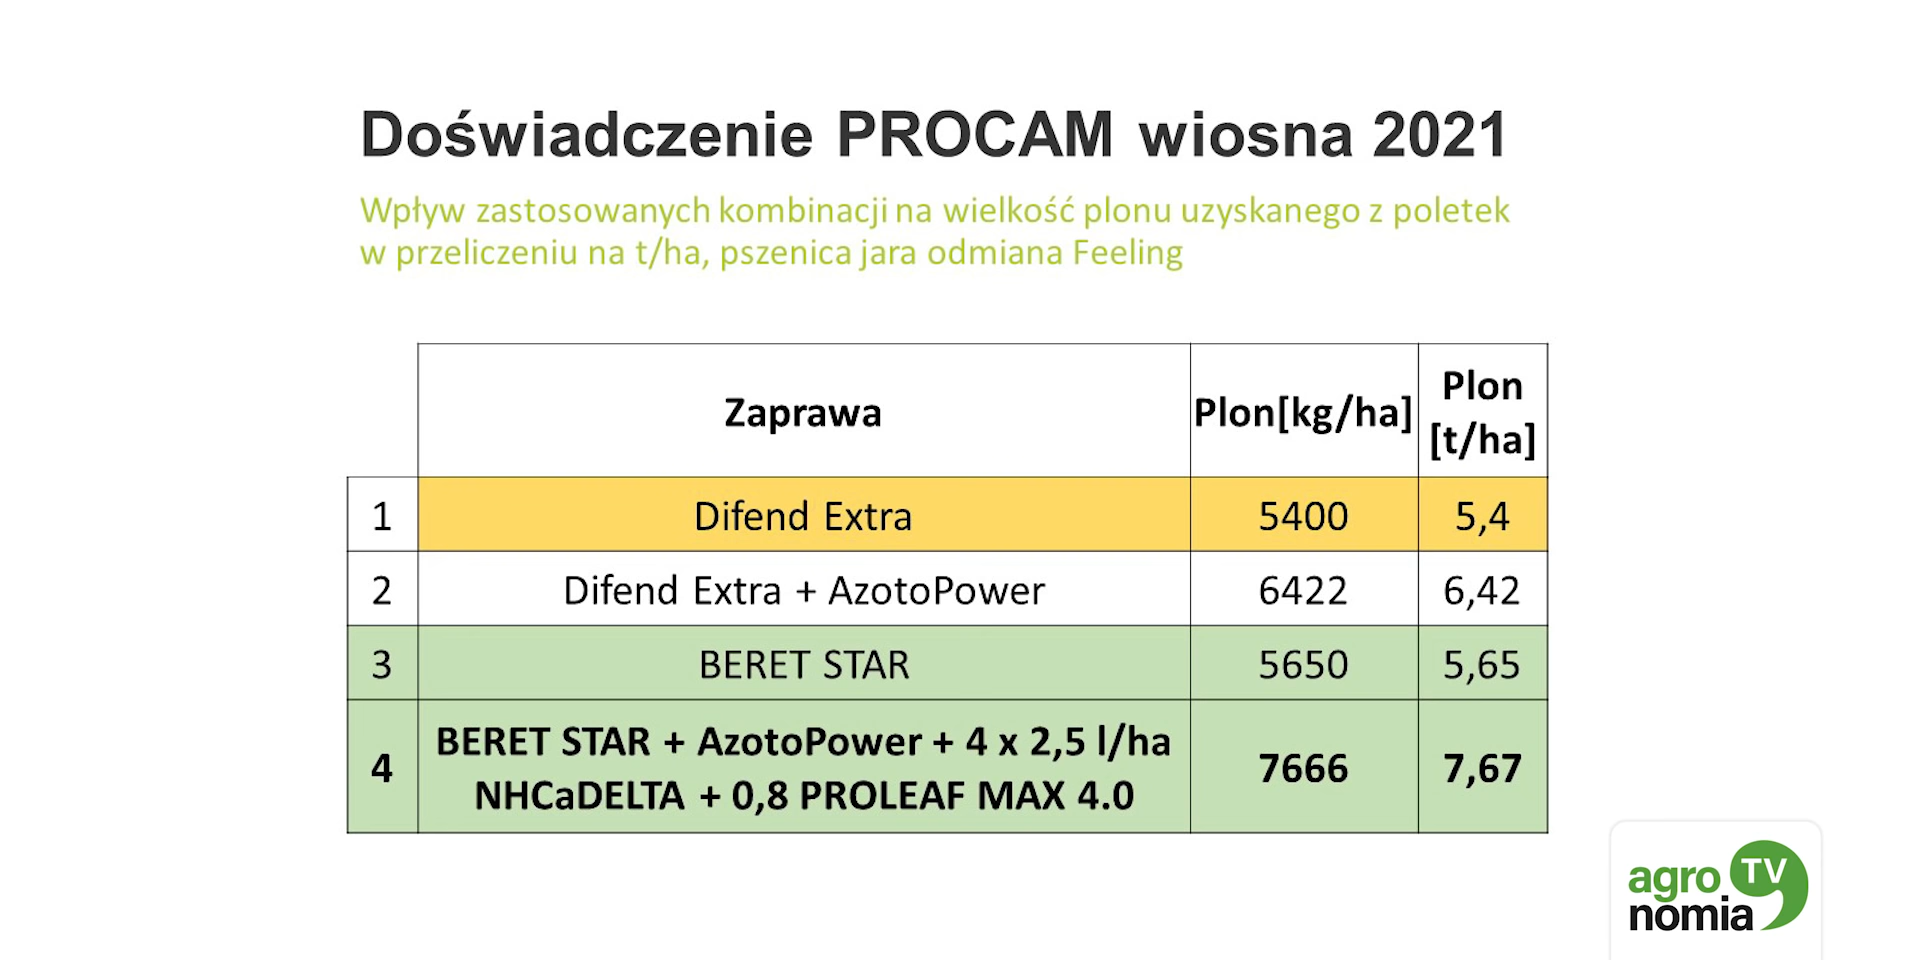 Doświadczenie PROCAM wiosna 2021
Wpływ zastosowanych kombinacji na wielkość plonu uzyskanego z poletek
w przeliczeniu na t/ha, pszenica jara odmiana Feeling
Zaprawa Plon[kg/ha] Plon
[t/ha]
1 Difend Extra 5400 5,4
2 Difend Extra + AzotoPower 6422 6,42
3 BERET STAR 5650 5,65
4 BERET STAR + AzotoPower + 4 x 2,5 l/ha
NHCaDELTA + 0,8 PROLEAF MAX 4.0 7666 7,67
agro TV
nomia